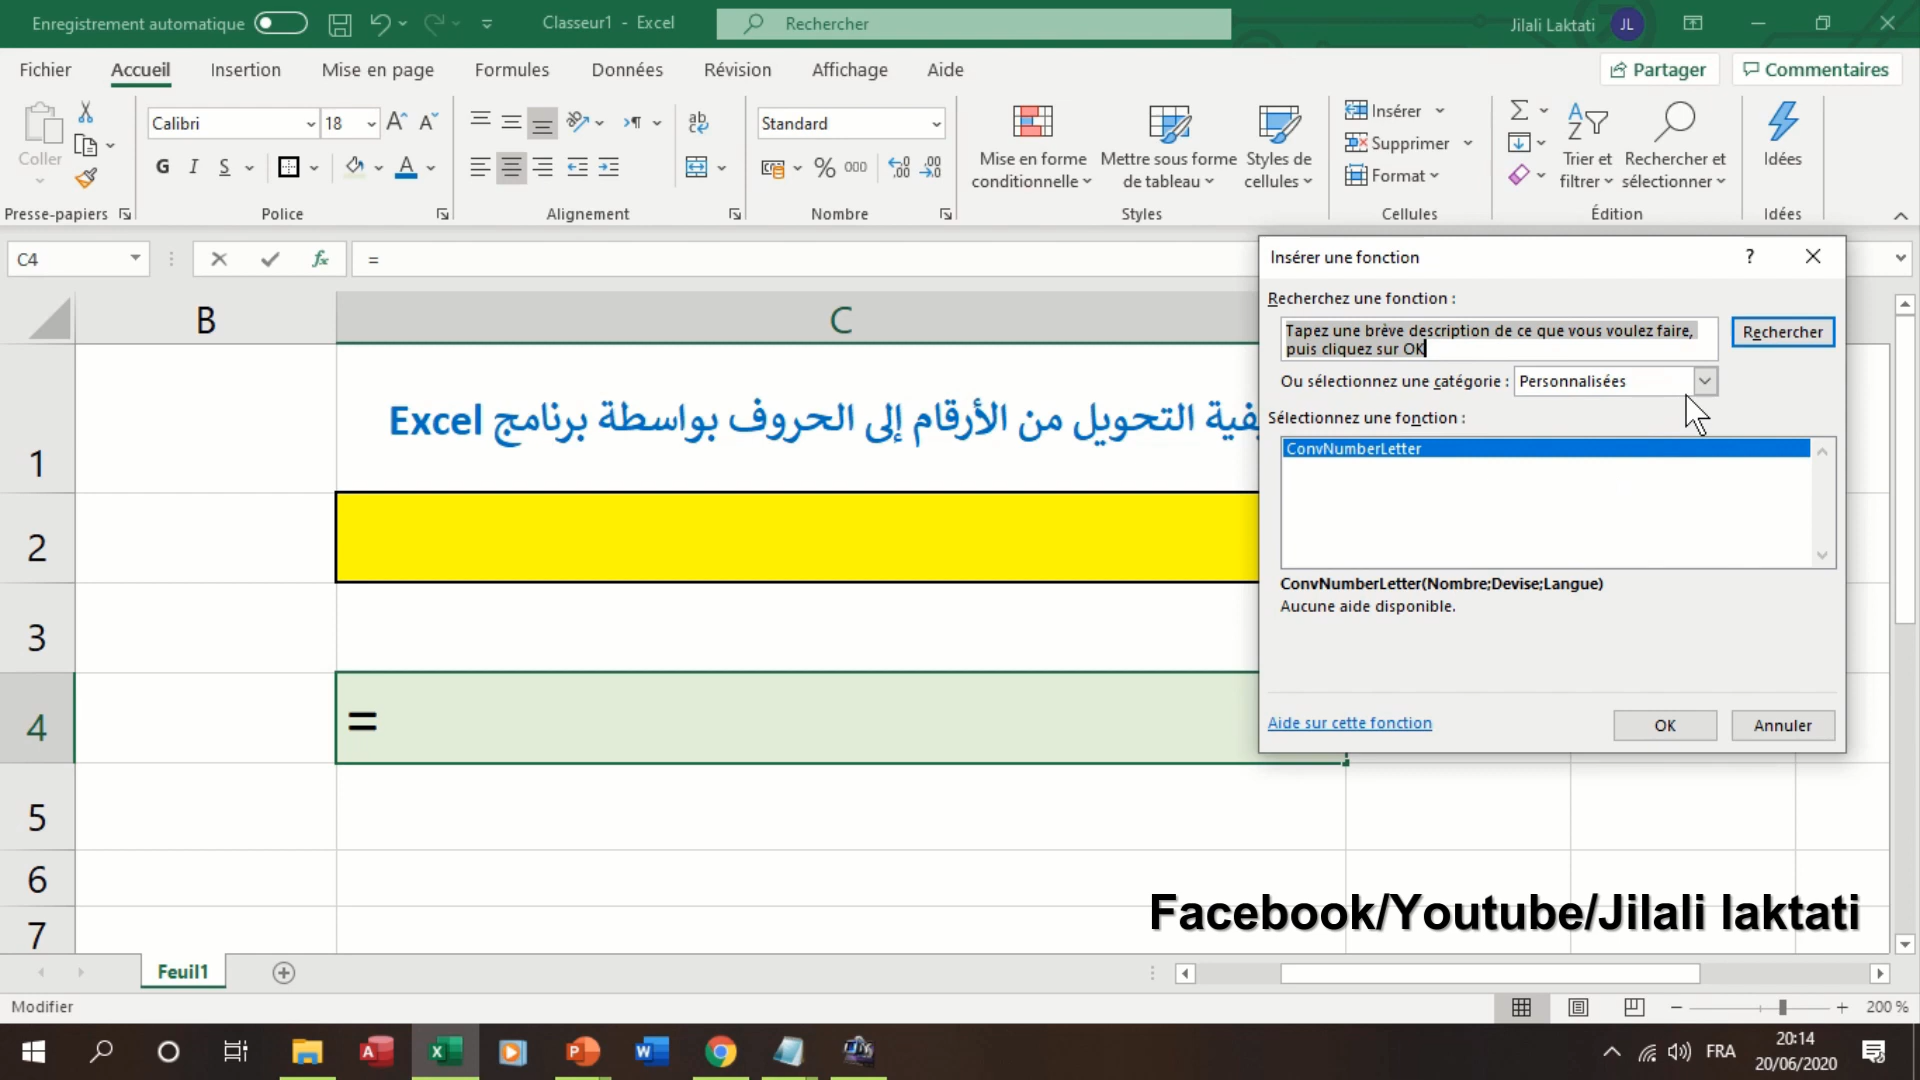 Enregistrement automatique
Classeur1 - Excel
Rechercher
Jilali Laktati
JL
Fichier
Accueil
Insertion
Mise en page
Formules
Données
Révision
Affichage
Aide
Partager
Commentaires
Coller
Presse-papiers
Calibri
18
G I S
Police
Alignement
Standard
% 000
Nombre
Mise en forme conditionnelle
Mettre sous forme de tableau
Styles de cellules
Styles
Insérer
Supprimer
Format
Cellules
Trier et filtrer
Rechercher et sélectionner
Édition
Idées
Idées
C4
fx
=
B
C
1
التحويل من الأرقام إلى الحروف بواسطة برنامج Excel
2
3
4
=
5
6
7
Insérer une fonction
?
Recherchez une fonction :
Tapez une brève description de ce que vous voulez faire,
puis cliquez sur OK
Rechercher
Ou sélectionnez une catégorie :
Personnalisées
Sélectionnez une fonction :
ConvNumberLetter
ConvNumberLetter(Nombre;Devise;Langue)
Aucune aide disponible.
Aide sur cette fonction
OK
Annuler
Facebook/Youtube/Jilali laktati
Feuil1
Modifier
200 %
FRA
20:14
20/06/2020